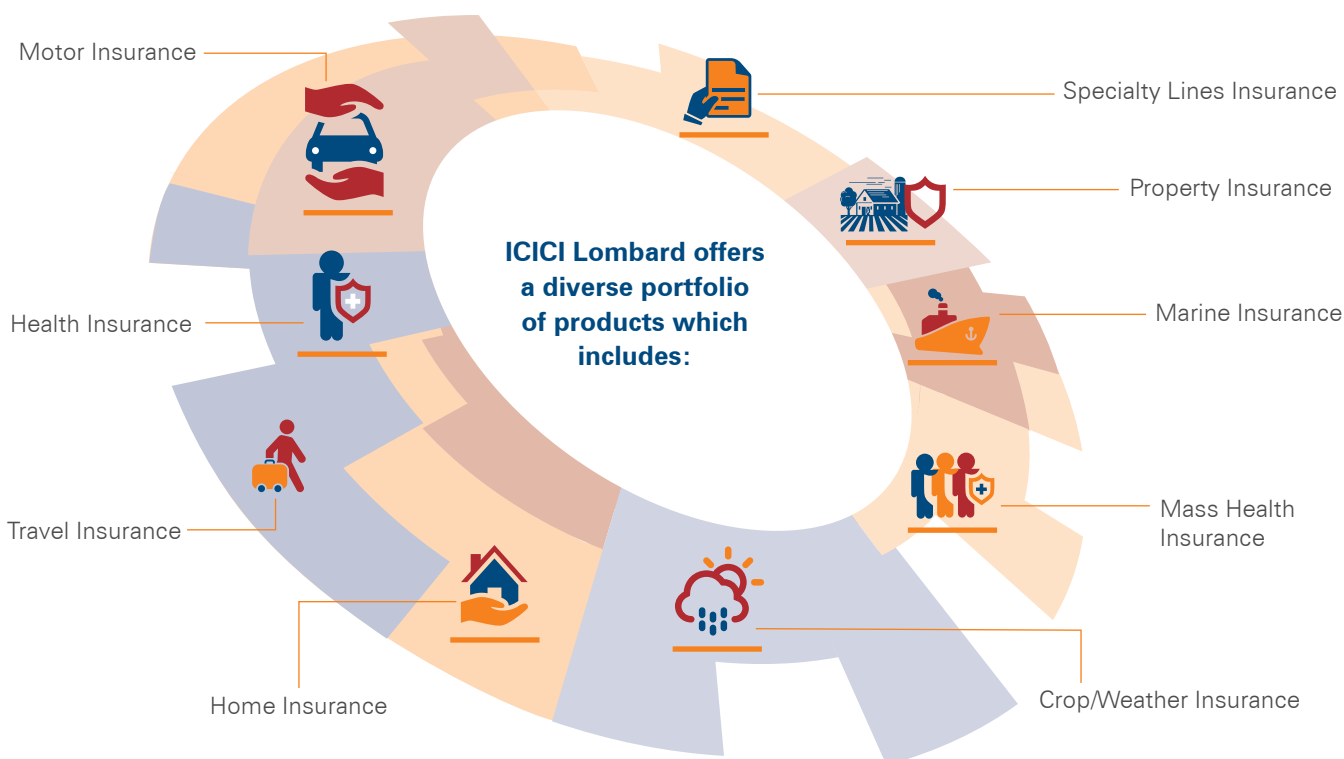 Motor Insurance
Specialty Lines Insurance
Property Insurance
ICICI Lombard offers
a diverse portfolio
of products which
includes:
Health Insurance
Marine Insurance
Travel Insurance
Mass Health
Insurance
Home Insurance
Crop/Weather Insurance